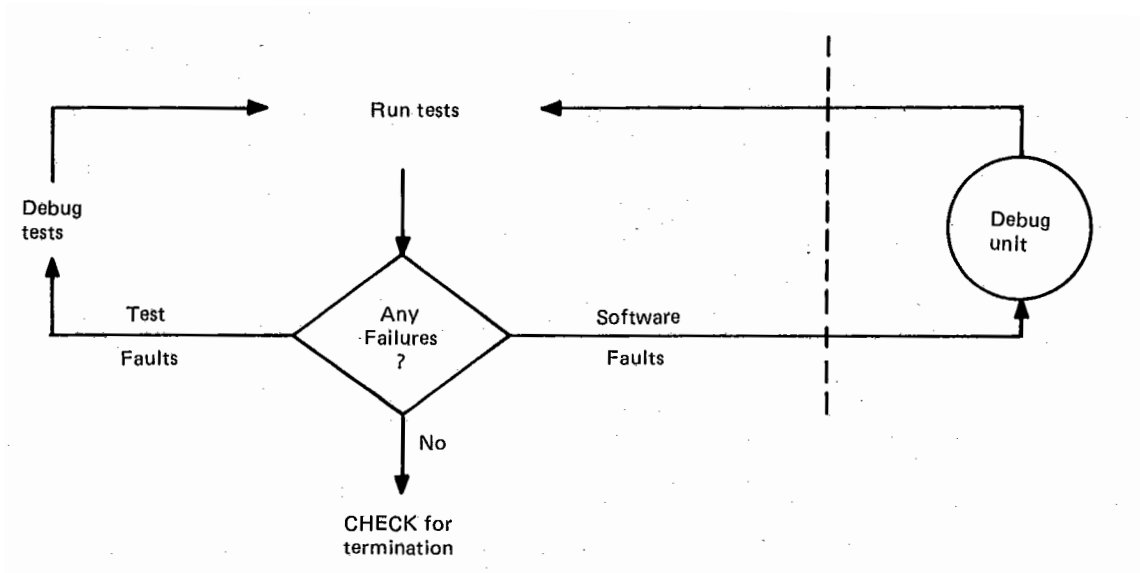 Run tests
Debug
tests
Debug
unit
Any
Failures
?
Test
Faults
Software
Faults
No
CHECK for
termination